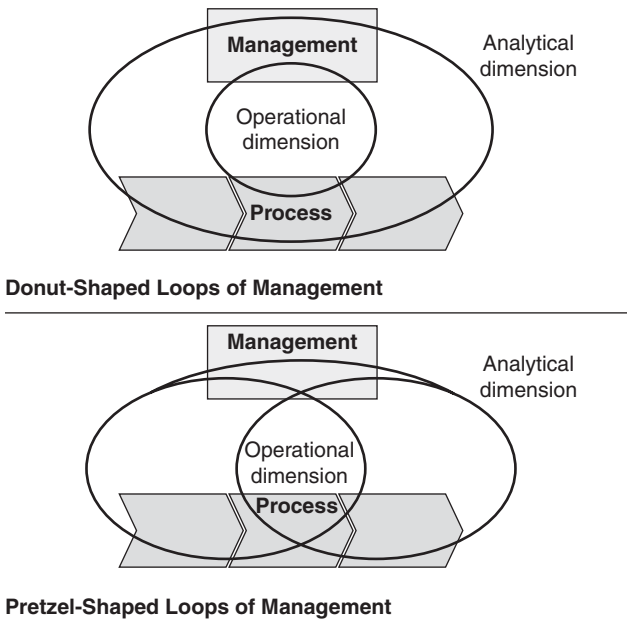 Management
Analytical
dimension
Operational
dimension
Process
Donut-Shaped Loops of Management
Management
Analytical
dimension
Operational
dimension
Process
Pretzel-Shaped Loops of Management